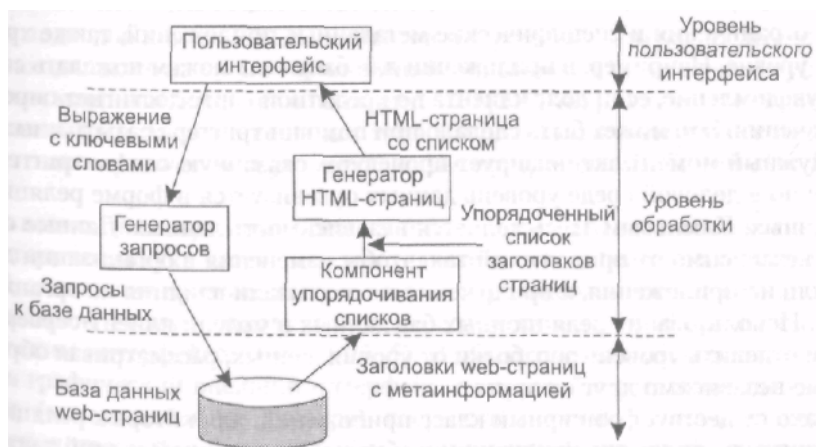 Пользовательский
интерфейс
Уровень
пользовательского
интерфейса
Выражение
с ключевыми
словами
HTML-страница
со списком
Генератор
HTML-страниц
Генератор
запросов
Упорядоченный
список
заголовков
страниц
Уровень
обработки
Компонент
упорядочивания
списков
Запросы
к базе данных
База данных
web-страниц
Заголовки web-страниц
с метаинформацией